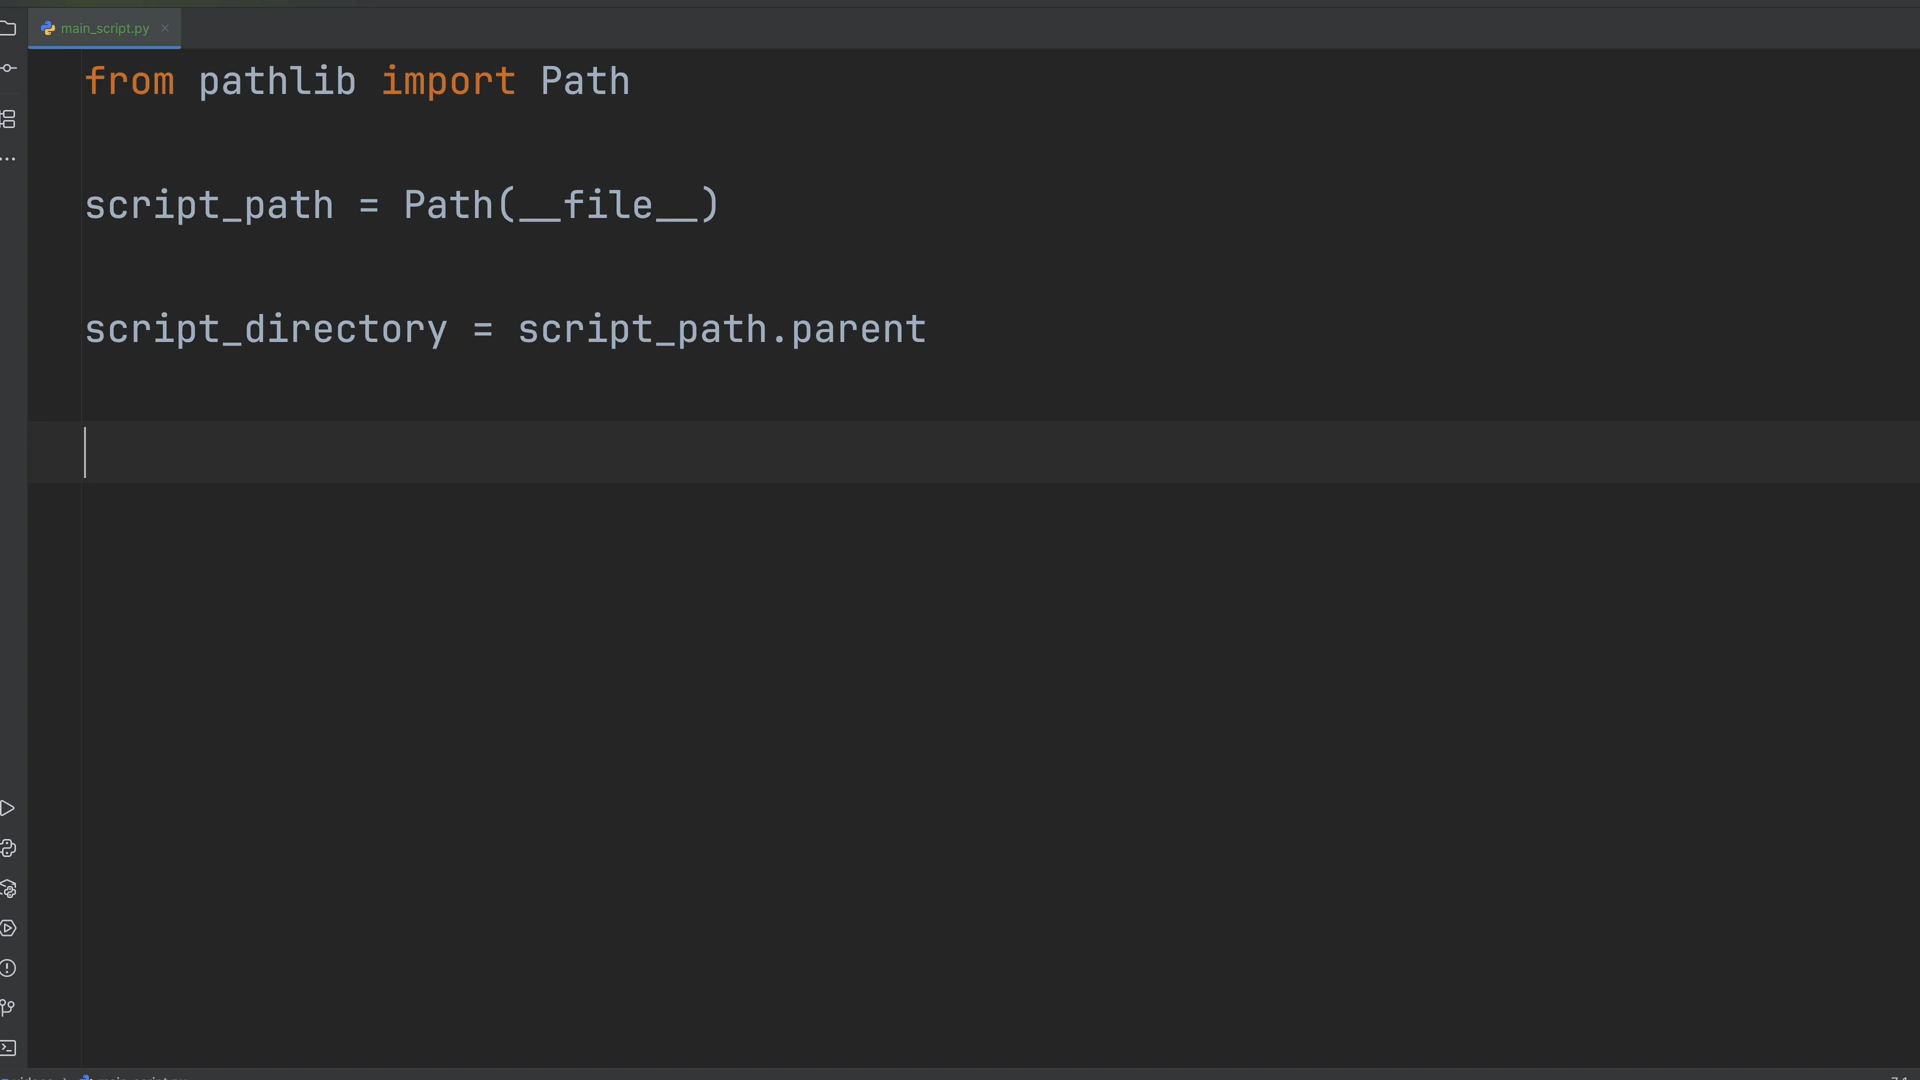 main_script.py
from pathlib import Path
script_path = Path(__file__)
script_directory = script_path.parent